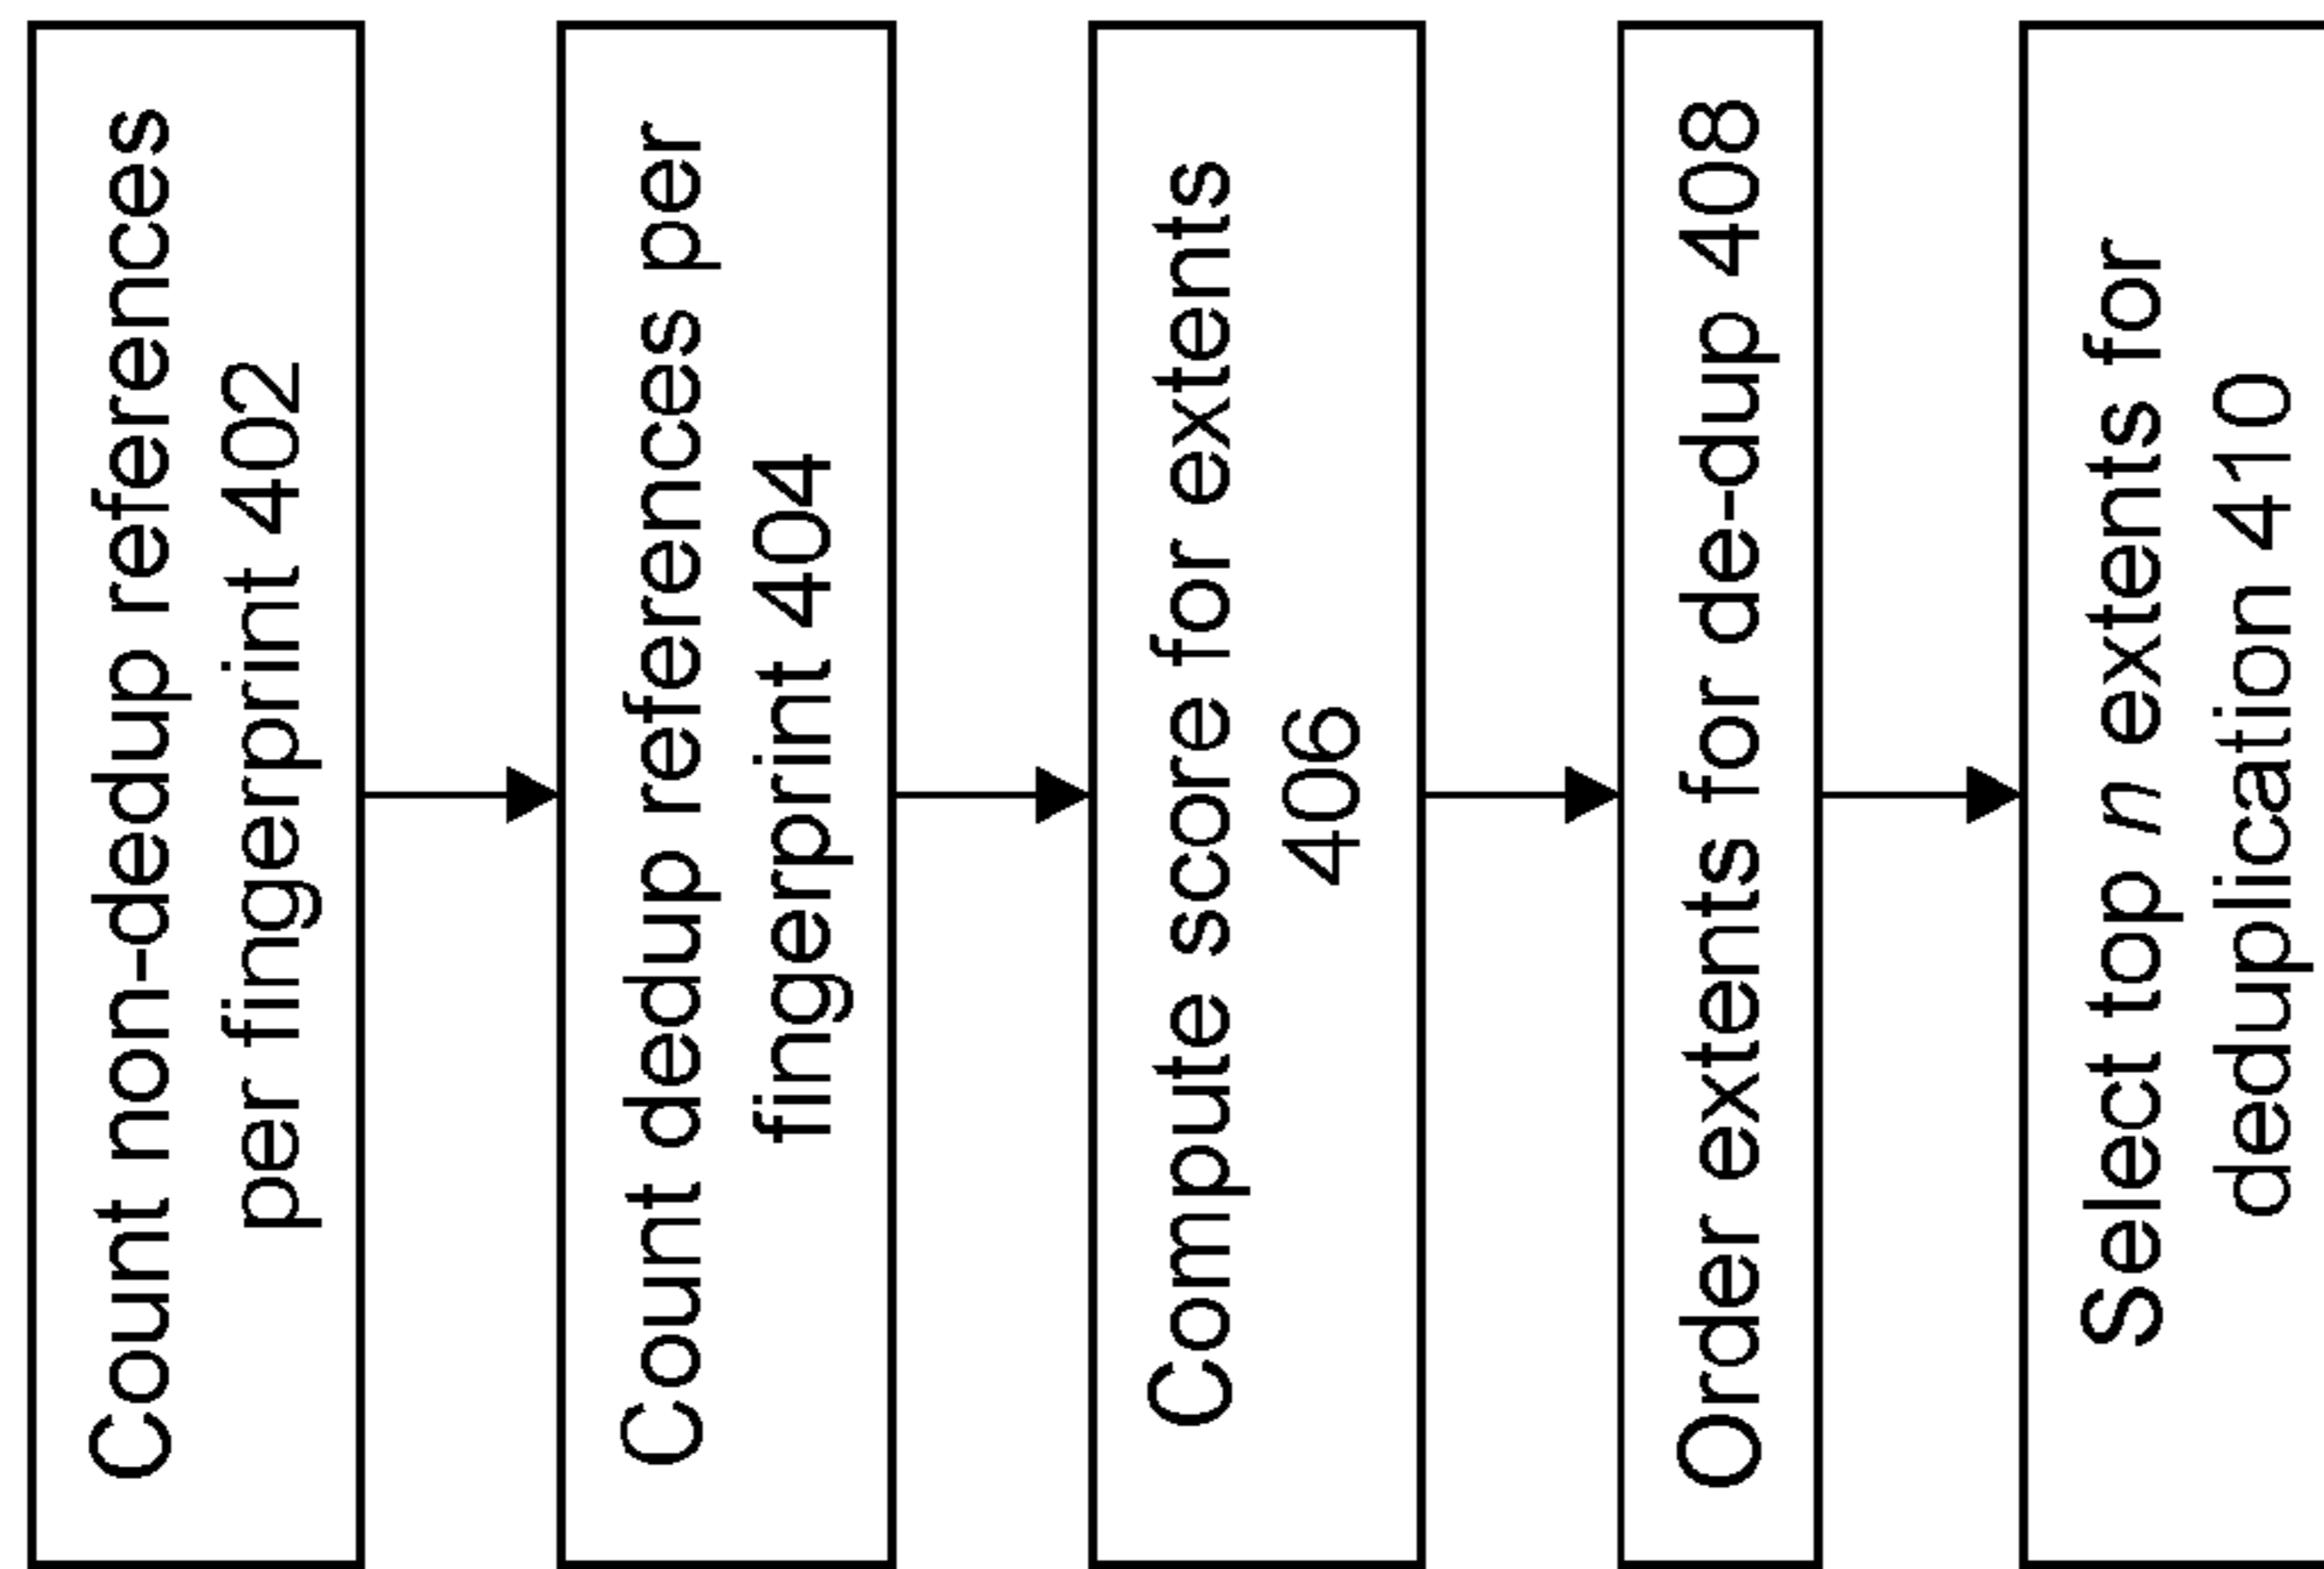 Count non-dedup references
per fingerprint 402
Count dedup references per
fingerprint 404
Compute score for extents
406
Order extents for de-dup 408
Select top n extents for
deduplication 410